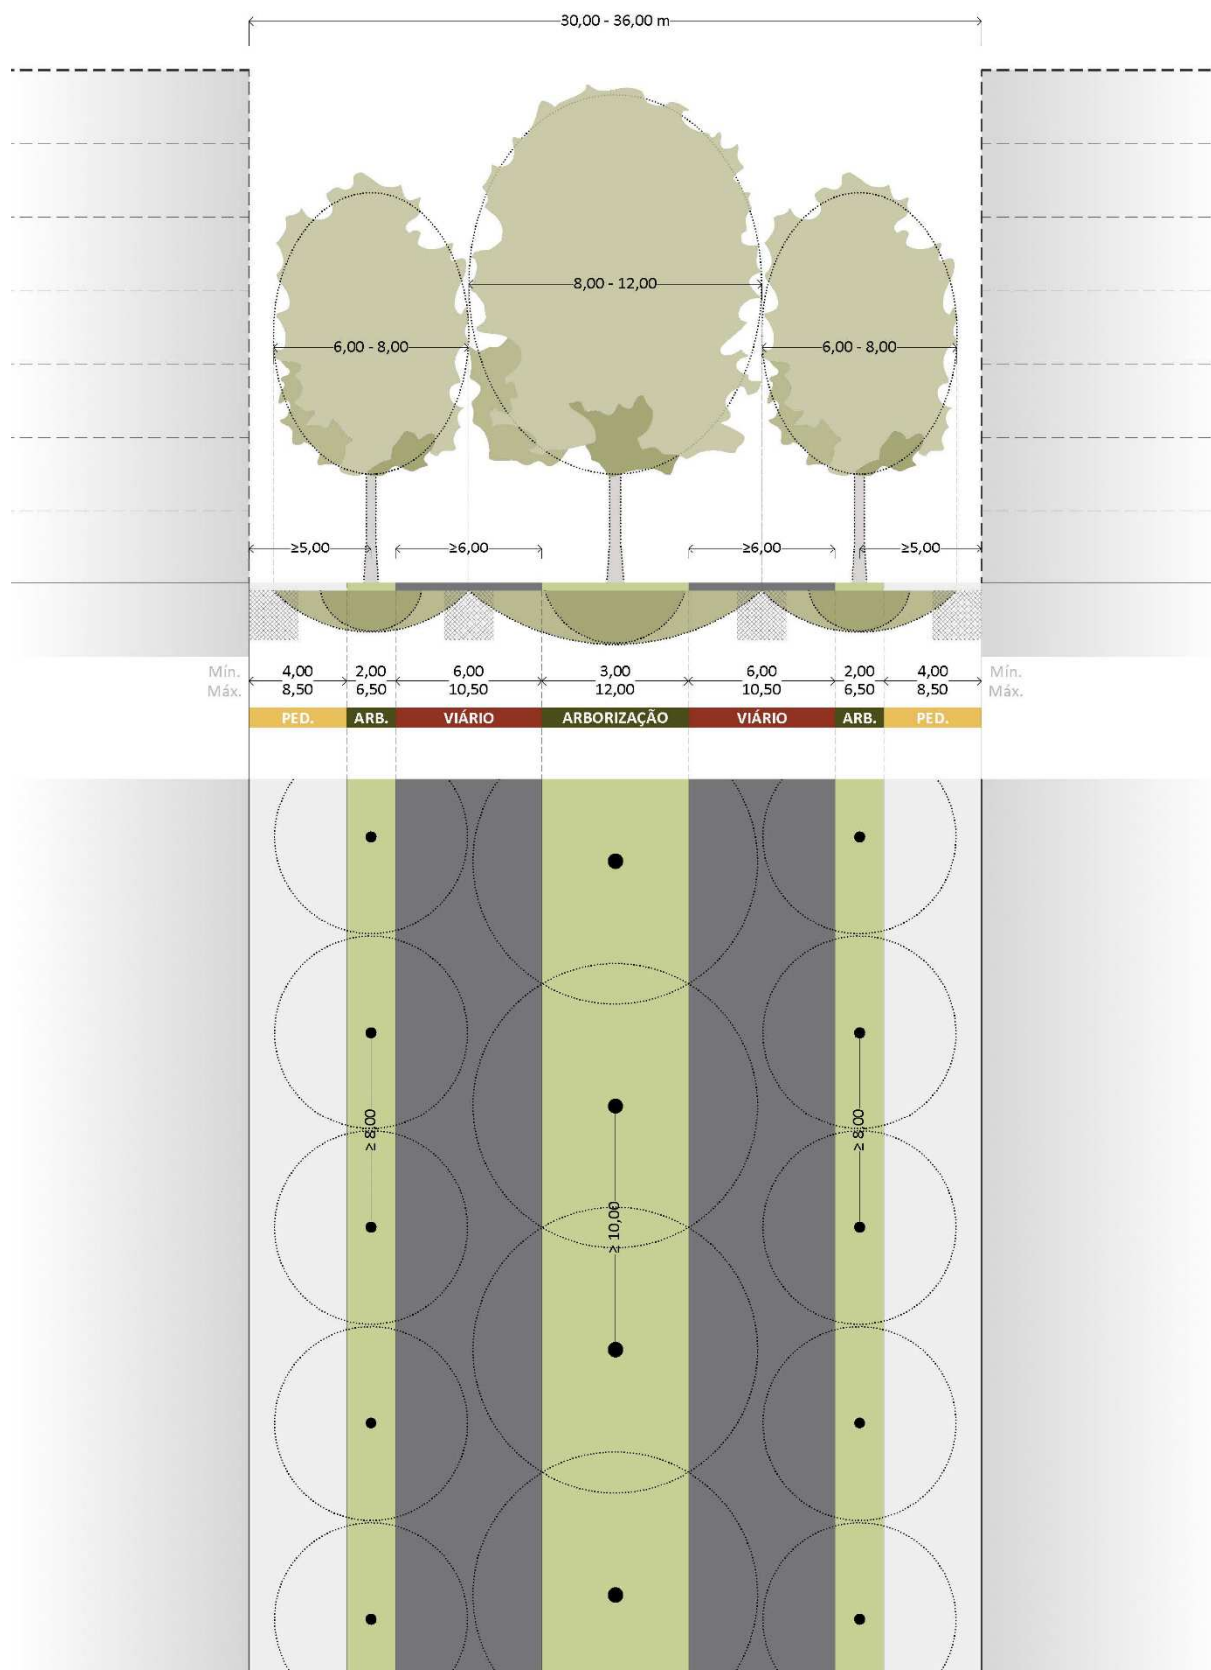 30,00 - 36,00 m
8,00 - 12,00
6,00 - 8,00 6,00 - 8,00
≥5,00 ≥6,00 ≥6,00 ≥5,00
Mín. 4,00 2,00 6,00 3,00 6,00 2,00 4,00 Mín.
Máx. 8,50 6,50 10,50 12,00 10,50 6,50 8,50 Máx.
PED. ARB. VIÁRIO ARBORIZAÇÃO VIÁRIO ARB. PED.
≥ 8,00 ≥ 8,00
≥ 10,00